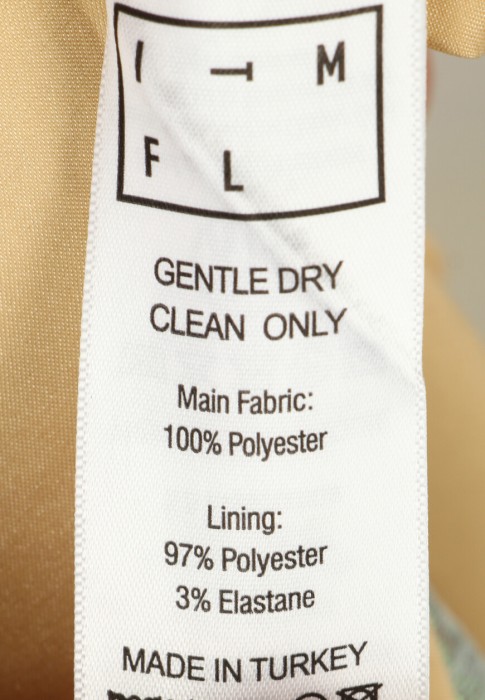 I T M
F L
GENTLE DRY
CLEAN ONLY
Main Fabric:
100% Polyester
Lining:
97% Polyester
3% Elastane
MADE IN TURKEY